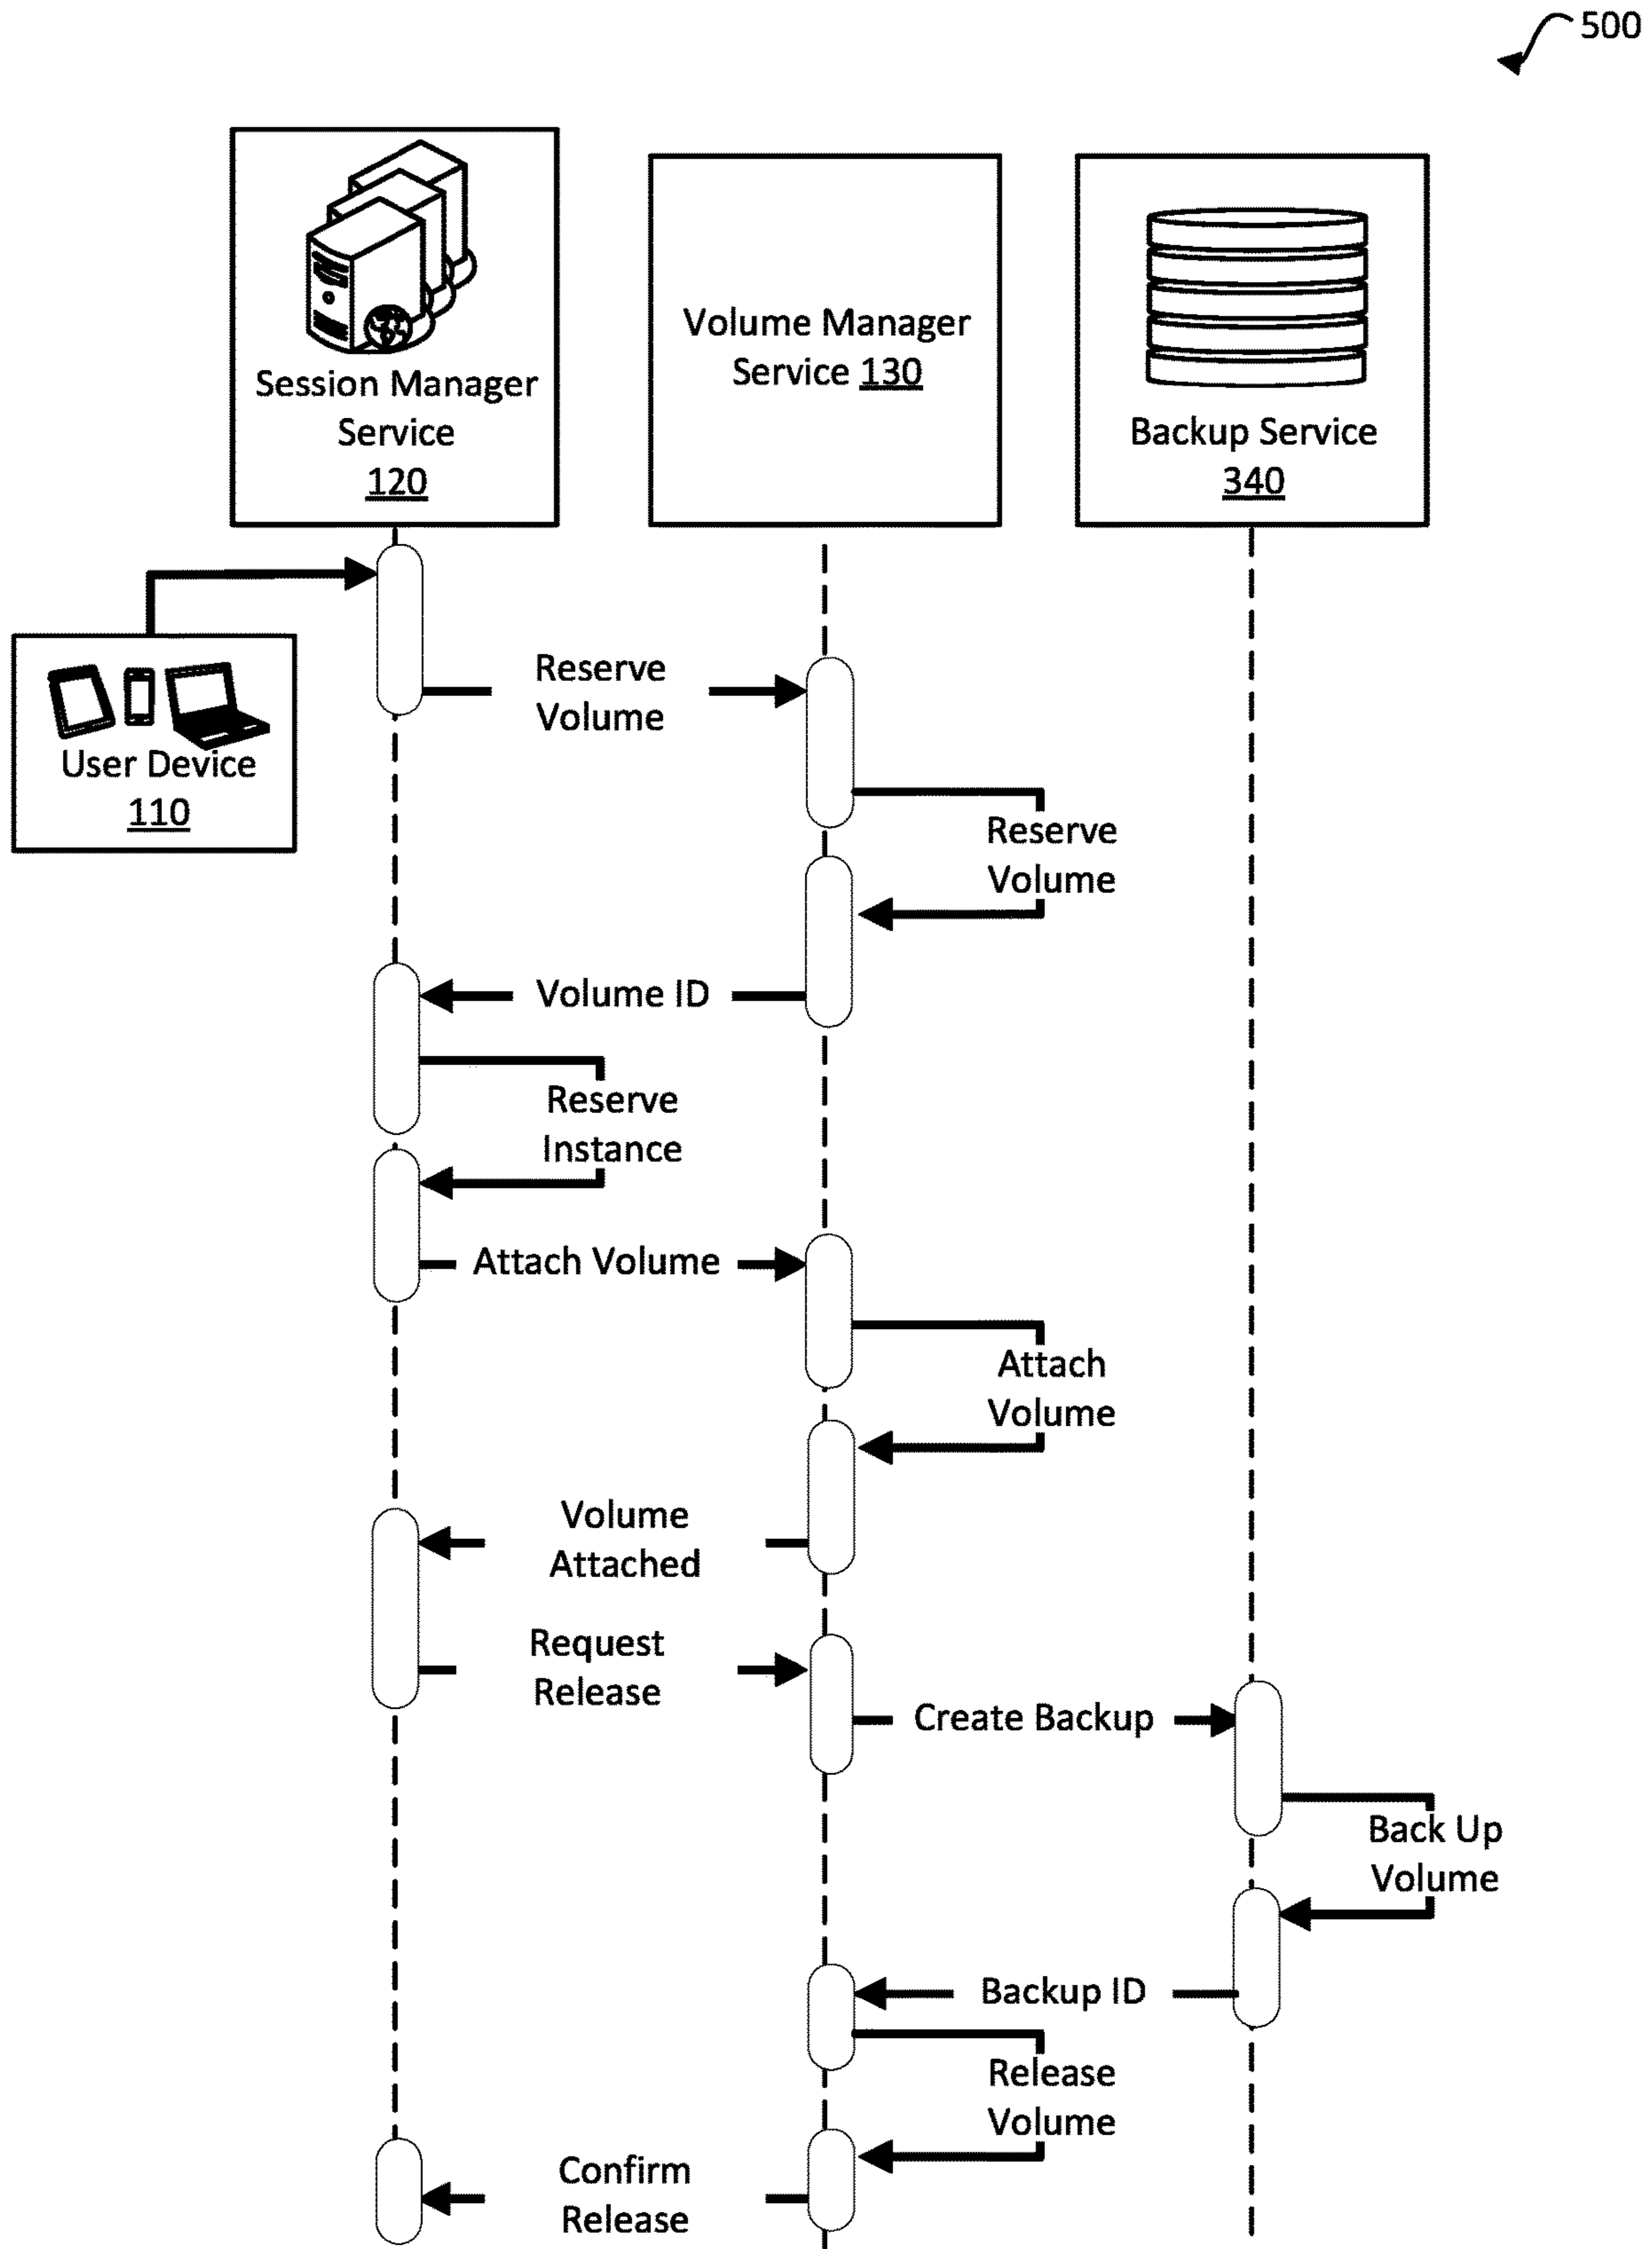 500
Session Manager
Service
120
Volume Manager
Service 130
Backup Service
340
User Device
110
Reserve
Volume
Reserve
Volume
Volume ID
Reserve
Instance
Attach Volume
Attach
Volume
Volume
Attached
Request
Release
Create Backup
Back Up
Volume
Backup ID
Release
Volume
Confirm
Release